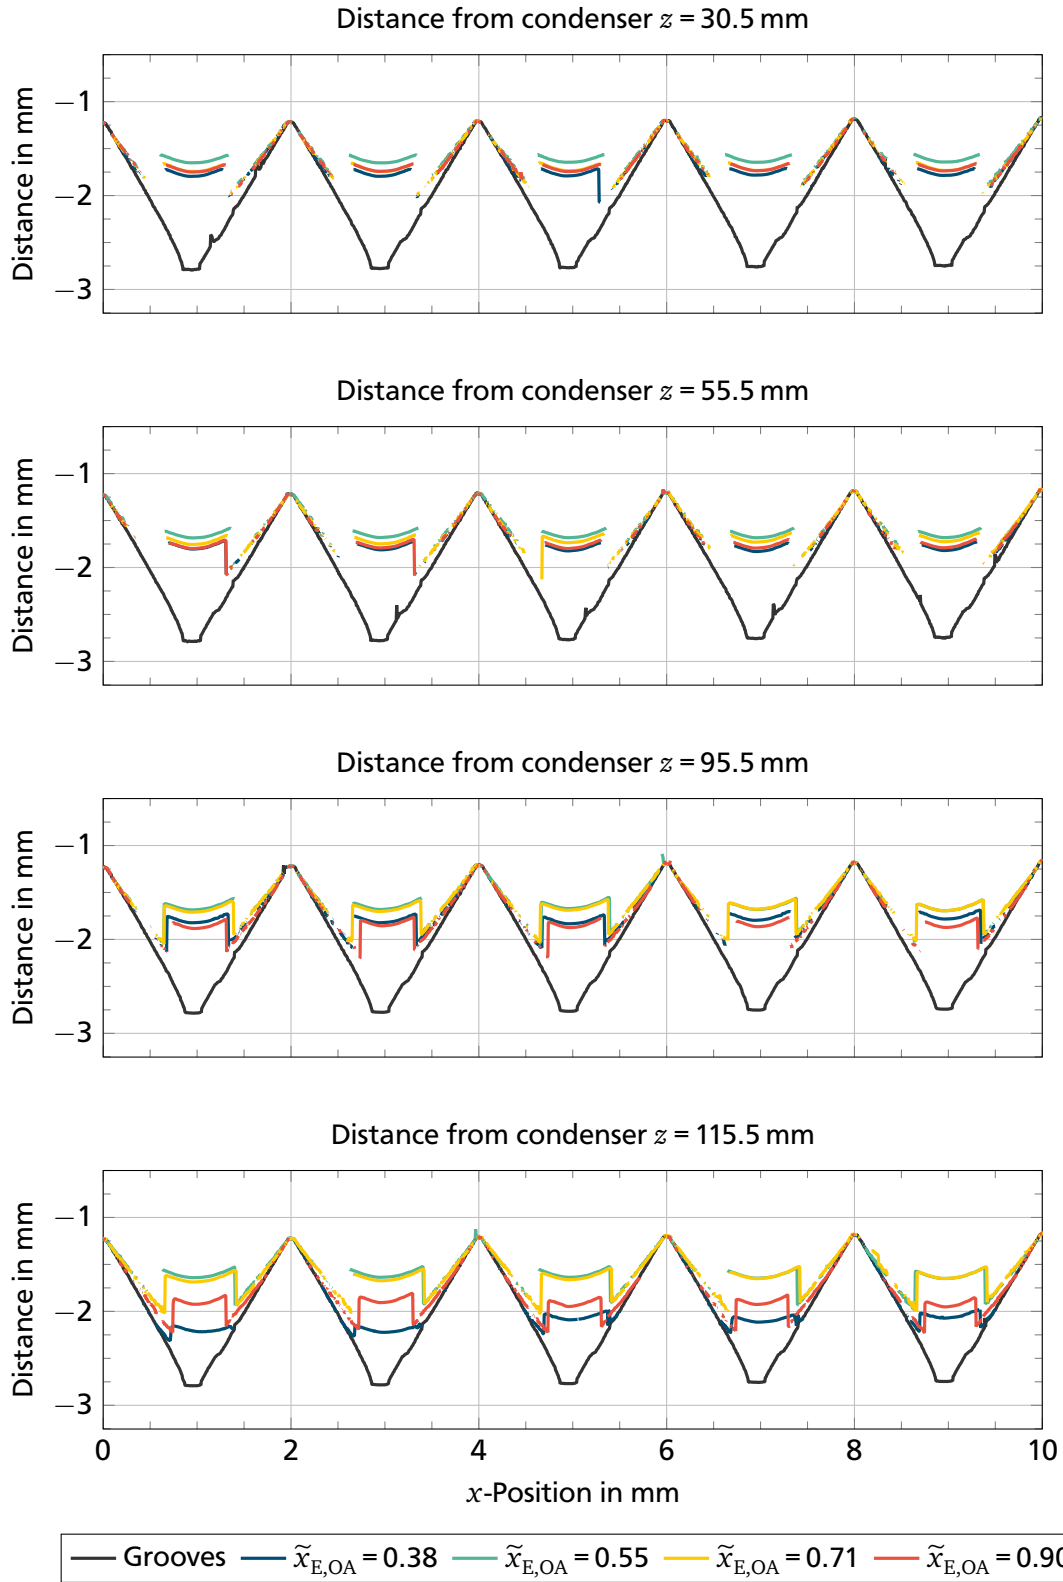 Distance from condenser z = 30.5 mm
Distance in mm
−1
−2
−3
Distance from condenser z = 55.5 mm
Distance in mm
−1
−2
−3
Distance from condenser z = 95.5 mm
Distance in mm
−1
−2
−3
Distance from condenser z = 115.5 mm
Distance in mm
−1
−2
−3
0 2 4 6 8 10
x-Position in mm
Grooves x̃E,OA = 0.38 x̃E,OA = 0.55 x̃E,OA = 0.71 x̃E,OA = 0.90